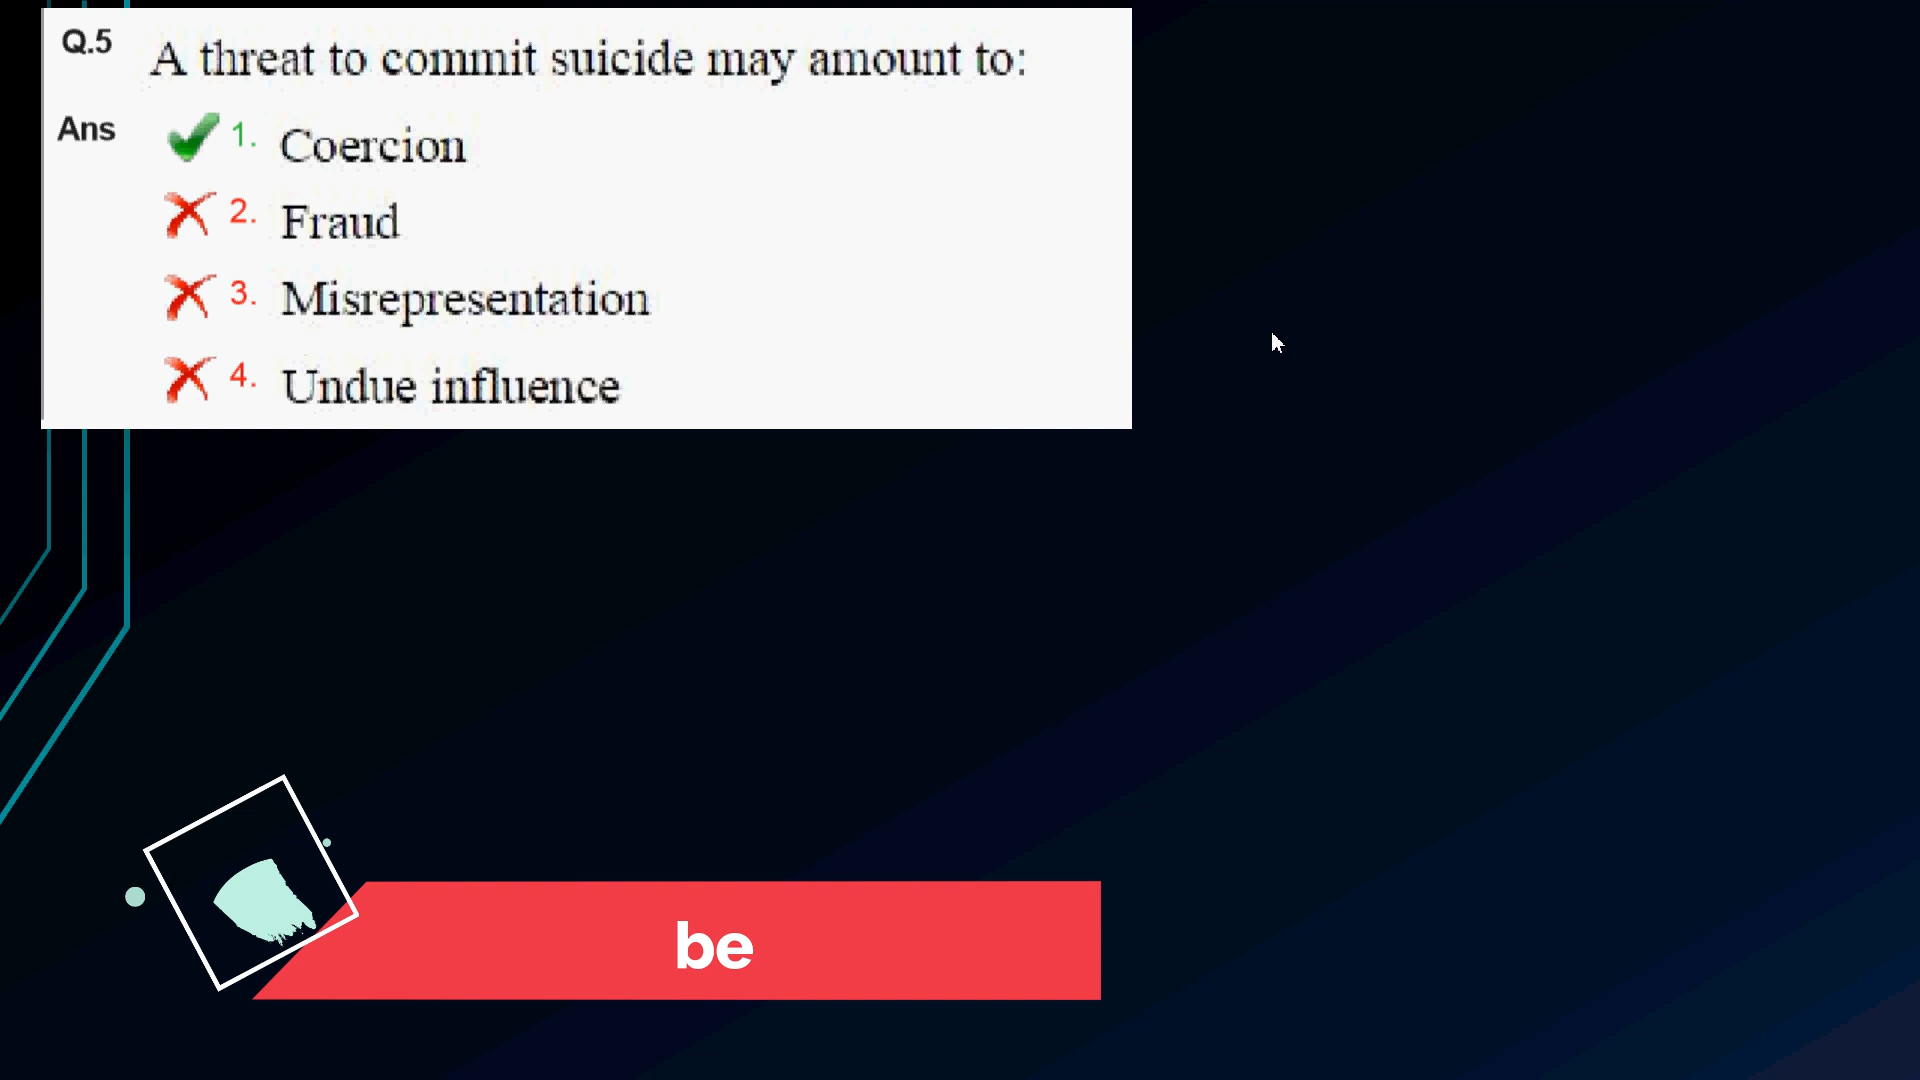 Q.5 A threat to commit suicide may amount to:
Ans 1. Coercion
2. Fraud
3. Misrepresentation
4. Undue influence
be